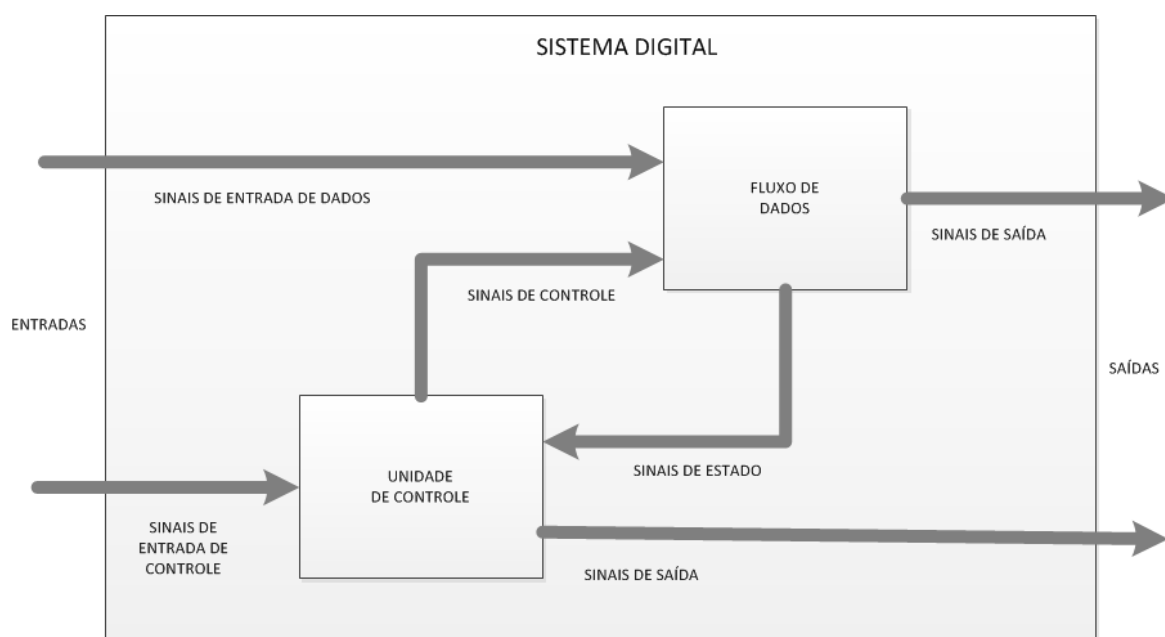 SISTEMA DIGITAL
SINAIS DE ENTRADA DE DADOS
FLUXO DE
DADOS
SINAIS DE SAÍDA
SINAIS DE CONTROLE
ENTRADAS
SAÍDAS
SINAIS DE ESTADO
UNIDADE
DE CONTROLE
SINAIS DE
ENTRADA DE
CONTROLE
SINAIS DE SAÍDA